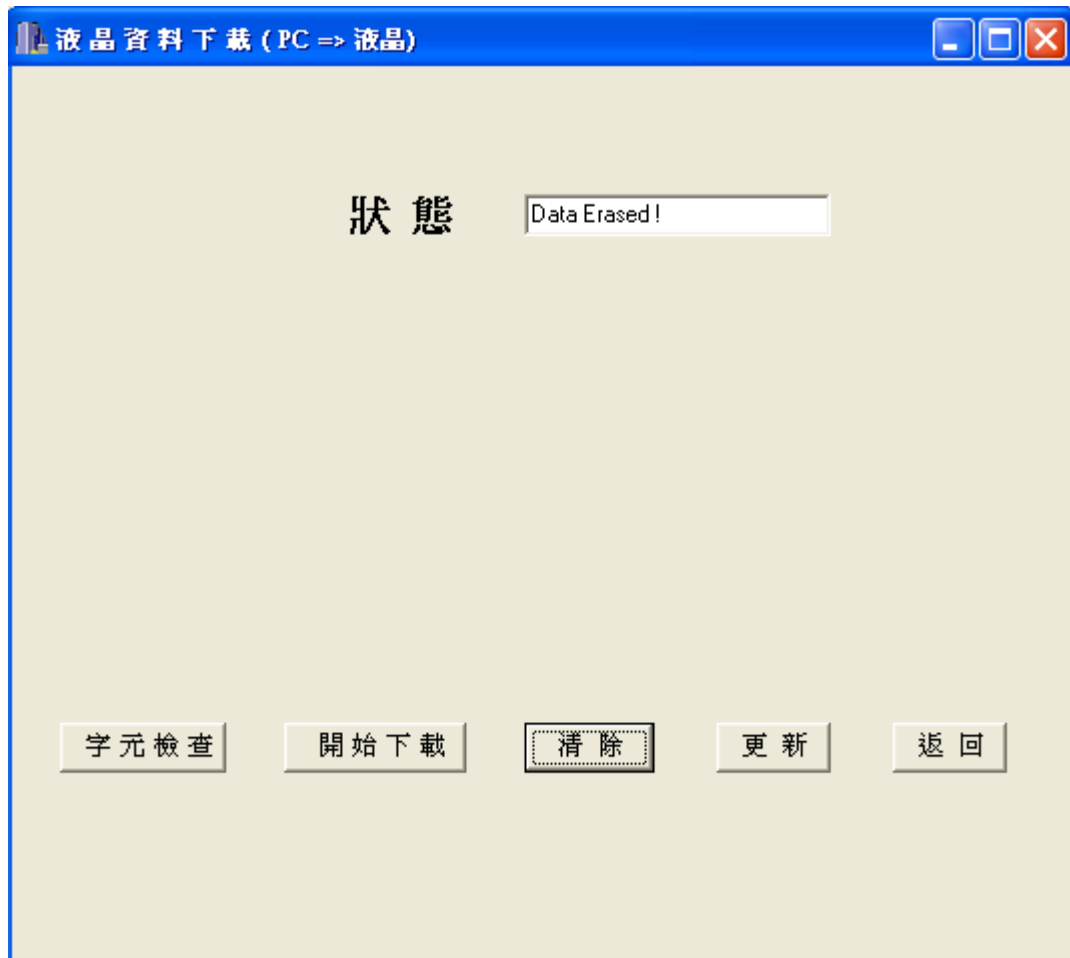 液 晶 資 料 下 載 ( PC => 液晶)
狀 態 Data Erased !
字 元 檢 查 開 始 下 載 清 除 更 新 返 回